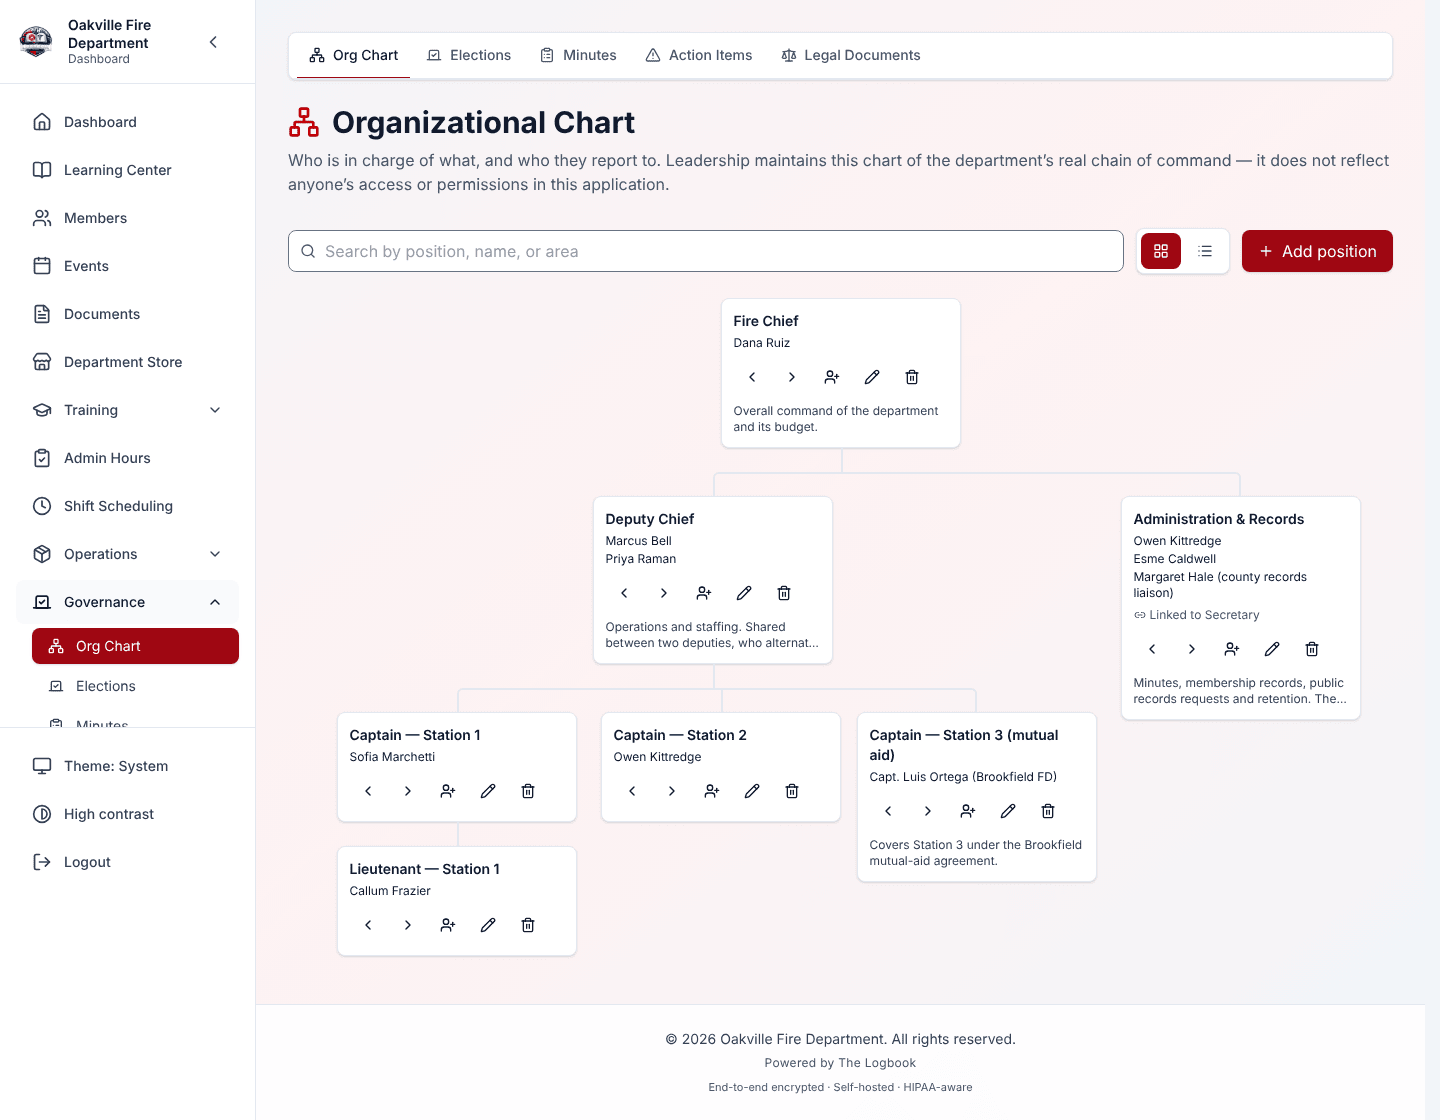 Oakville Fire
Department
Dashboard
Dashboard
Learning Center
Members
Events
Documents
Department Store
Training
Admin Hours
Shift Scheduling
Operations
Governance
Org Chart
Elections
Minutes
Theme: System
High contrast
Logout
Org Chart
Elections
Minutes
Action Items
Legal Documents
Organizational Chart
Who is in charge of what, and who they report to. Leadership maintains this chart of the department’s real chain of command — it does not reflect
anyone’s access or permissions in this application.
Search by position, name, or area
Add position
Fire Chief
Dana Ruiz
Overall command of the department
and its budget.
Deputy Chief
Marcus Bell
Priya Raman
Operations and staffing. Shared
between two deputies, who alternat…
Administration & Records
Owen Kittredge
Esme Caldwell
Margaret Hale (county records
liaison)
Linked to Secretary
Minutes, membership records, public
records requests and retention. The…
Captain — Station 1
Sofia Marchetti
Captain — Station 2
Owen Kittredge
Captain — Station 3 (mutual
aid)
Capt. Luis Ortega (Brookfield FD)
Covers Station 3 under the Brookfield
mutual-aid agreement.
Lieutenant — Station 1
Callum Frazier
© 2026 Oakville Fire Department. All rights reserved.
Powered by The Logbook
End-to-end encrypted · Self-hosted · HIPAA-aware